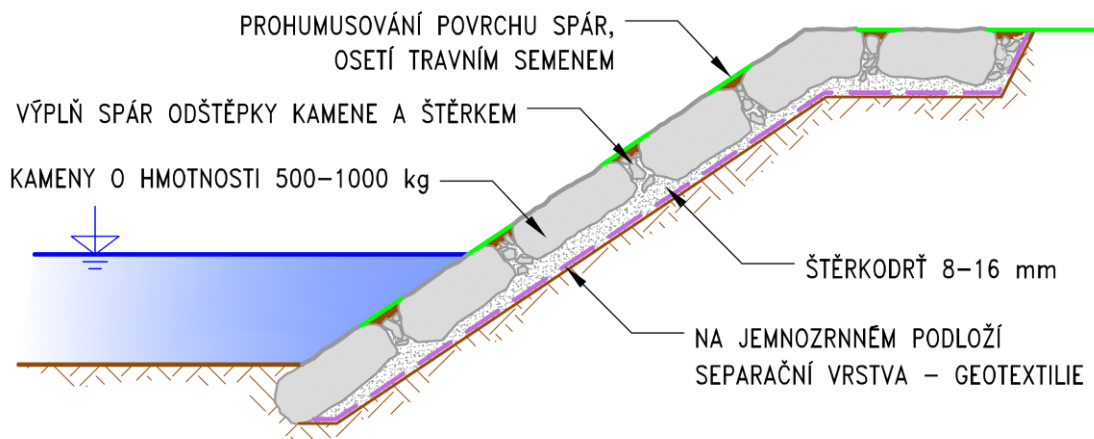 PROHUMUSOVÁNÍ POVRCHU SPÁR,
OSETÍ TRAVNÍM SEMENEM
VÝPLŇ SPÁR ODŠTĚPKY KAMENE A ŠTĚRKEM
KAMENY O HMOTNOSTI 500–1000 kg
ŠTĚRKODRŤ 8–16 mm
NA JEMNOZRNNÉM PODLOŽÍ
SEPARAČNÍ VRSTVA – GEOTEXTILIE